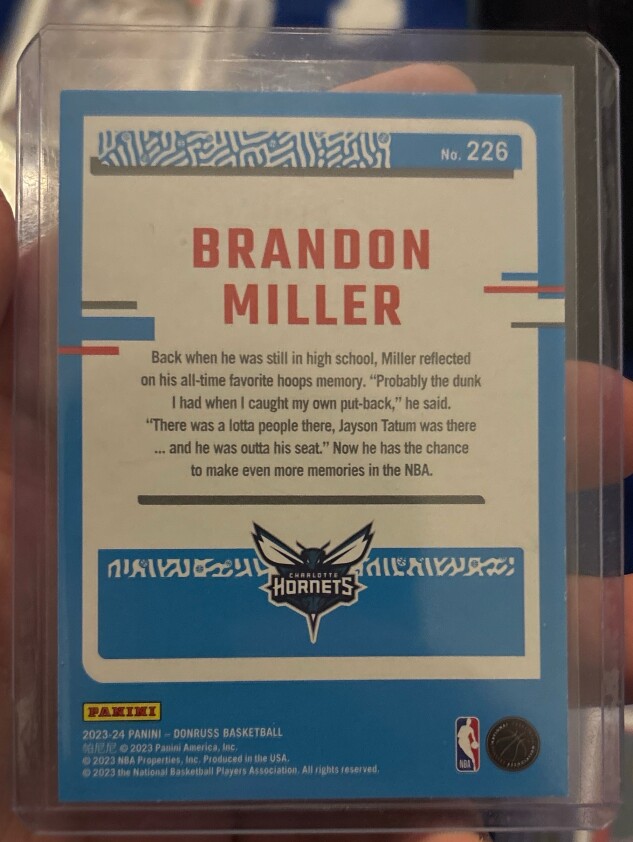 No. 226
BRANDON
MILLER
Back when he was still in high school, Miller reflected
on his all-time favorite hoops memory. “Probably the dunk
I had when I caught my own put-back,” he said.
“There was a lotta people there, Jayson Tatum was there
... and he was outta his seat.” Now he has the chance
to make even more memories in the NBA.
CHARLOTTE
HORNETS
PANINI
2023-24 PANINI – DONRUSS BASKETBALL
帕尼尼 © 2023 Panini America, Inc.
© 2023 NBA Properties, Inc. Produced in the USA.
© 2023 the National Basketball Players Association. All rights reserved.
NBA